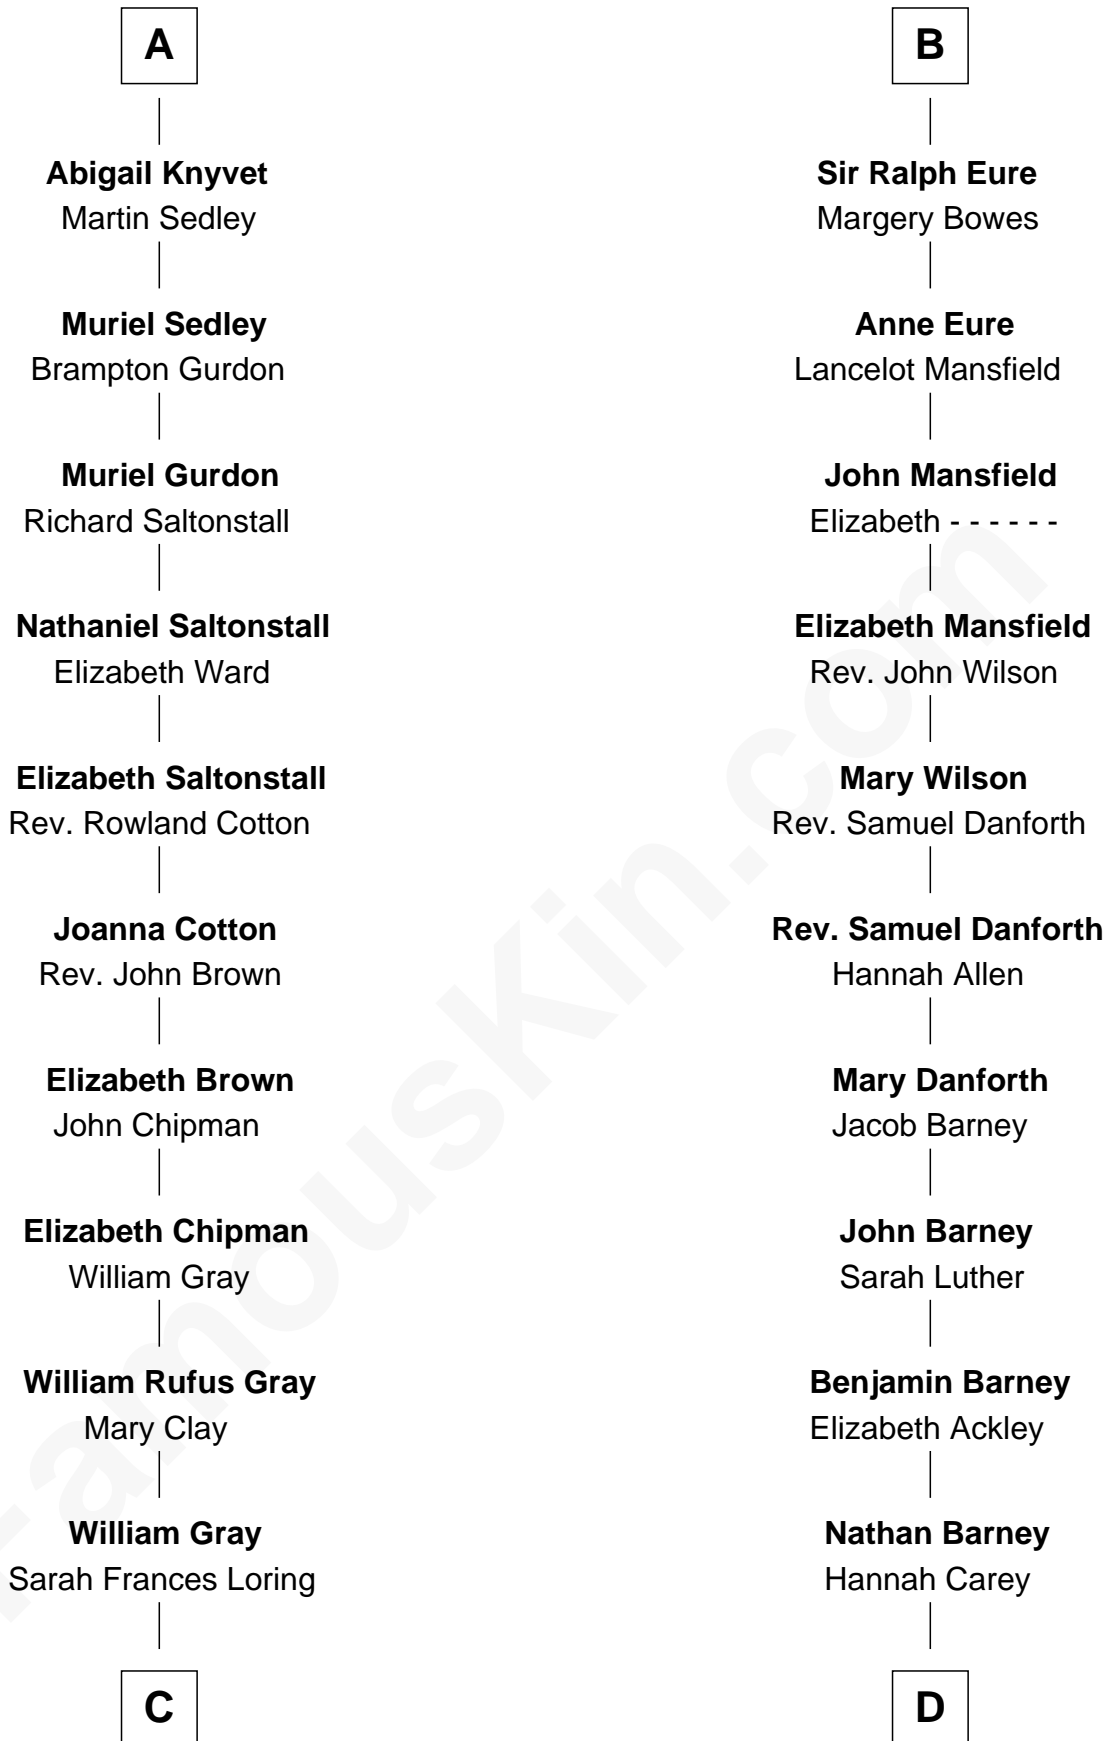 A
Abigail Knyvet
Martin Sedley
Muriel Sedley
Brampton Gurdon
Muriel Gurdon
Richard Saltonstall
Nathaniel Saltonstall
Elizabeth Ward
Elizabeth Saltonstall
Rev. Rowland Cotton
Joanna Cotton
Rev. John Brown
Elizabeth Brown
John Chipman
Elizabeth Chipman
William Gray
William Rufus Gray
Mary Clay
William Gray
Sarah Frances Loring
C
B
Sir Ralph Eure
Margery Bowes
Anne Eure
Lancelot Mansfield
John Mansfield
Elizabeth - - - - - -
Elizabeth Mansfield
Rev. John Wilson
Mary Wilson
Rev. Samuel Danforth
Rev. Samuel Danforth
Hannah Allen
Mary Danforth
Jacob Barney
John Barney
Sarah Luther
Benjamin Barney
Elizabeth Ackley
Nathan Barney
Hannah Carey
D
FamousKin.com